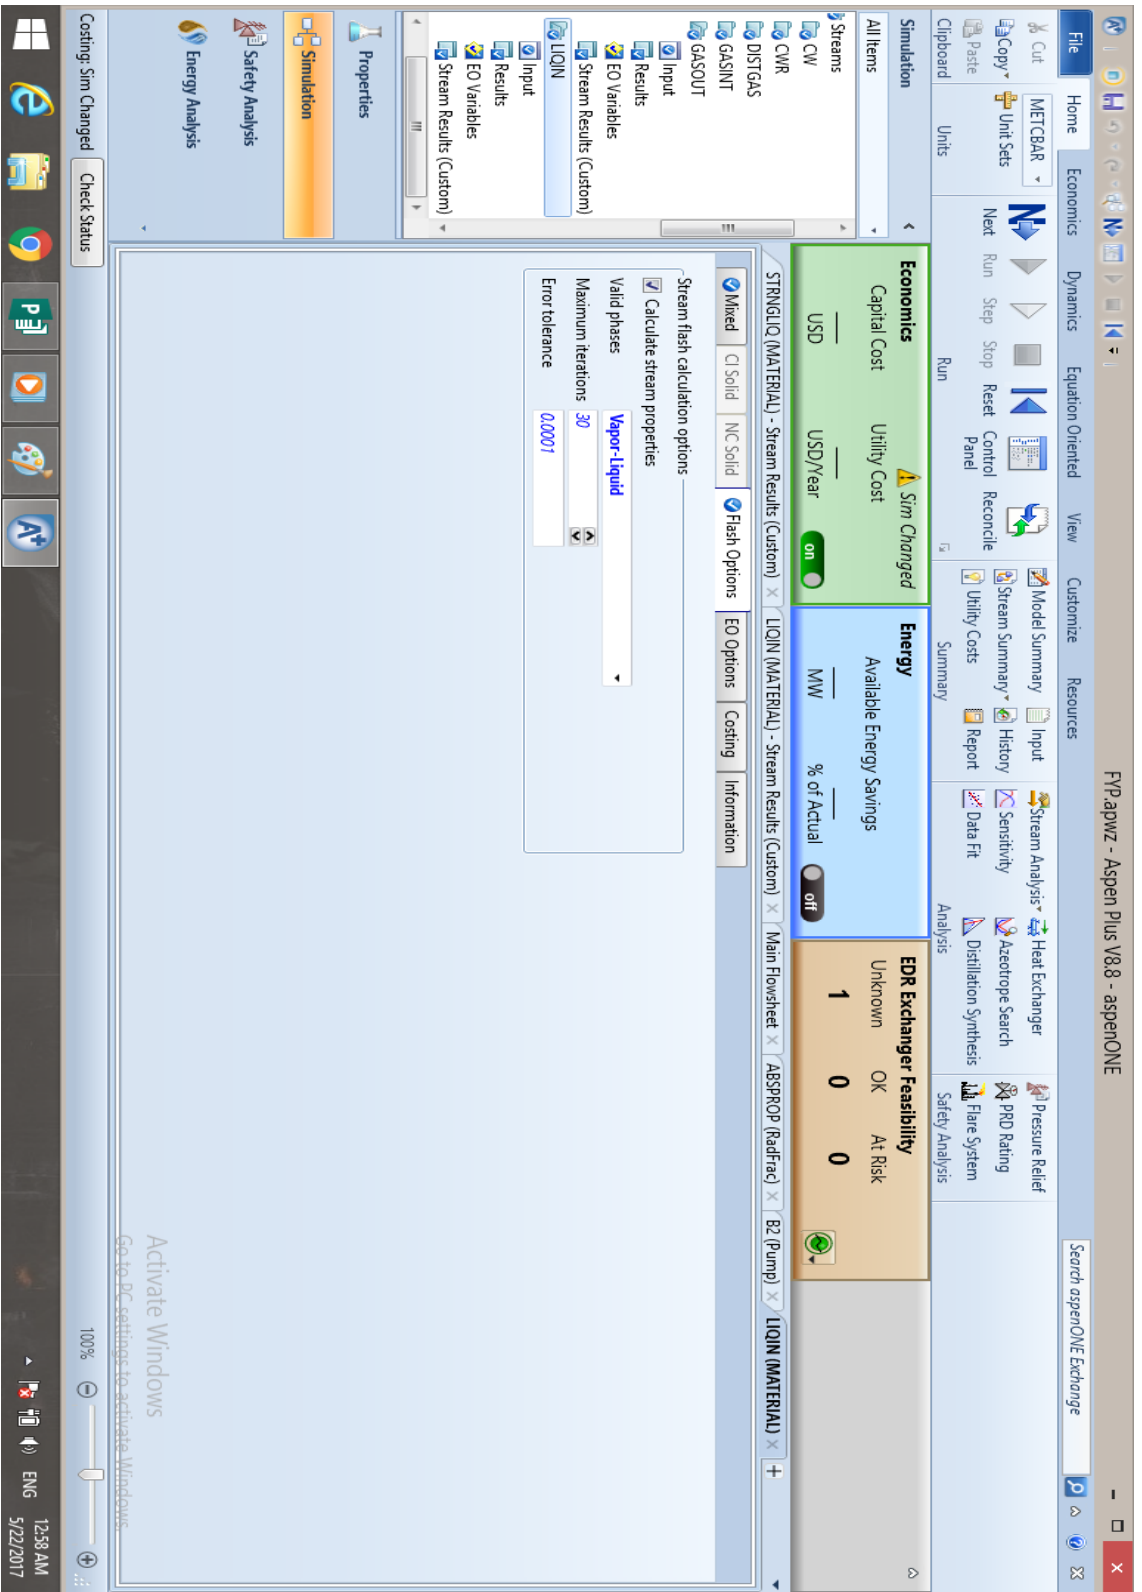 FYP.apwz - Aspen Plus V8.8 - aspenONE
File Home Economics Dynamics Equation Oriented View Customize Resources Search aspenONE Exchange
Cut
Copy
Paste
Clipboard
METCBAR
Unit Sets
Units
Next Run Step Stop Reset Control Panel Reconcile
Run
Model Summary Input
Stream Summary History
Utility Costs Report
Summary
Stream Analysis Heat Exchanger
Sensitivity Azeotrope Search
Data Fit Distillation Synthesis
Analysis
Pressure Relief
PRD Rating
Flare System
Safety Analysis
Simulation
All Items
Streams
CW
CWR
DISTGAS
GASINT
GASOUT
Input
Results
EO Variables
Stream Results (Custom)
LIQIN
Input
Results
EO Variables
Stream Results (Custom)
Properties
Simulation
Safety Analysis
Energy Analysis
Economics Sim Changed
Capital Cost Utility Cost
USD USD/Year on
Energy
Available Energy Savings
MW % of Actual off
EDR Exchanger Feasibility
Unknown OK At Risk
1 0 0
STRNGLIQ (MATERIAL) - Stream Results (Custom) LIQIN (MATERIAL) - Stream Results (Custom) Main Flowsheet ABSPROP (RadFrac) B2 (Pump) LIQIN (MATERIAL)
Mixed CI Solid NC Solid Flash Options EO Options Costing Information
Stream flash calculation options
Calculate stream properties
Valid phases Vapor-Liquid
Maximum iterations 30
Error tolerance 0.0001
Activate Windows
Go to PC settings to activate Windows.
Costing: Sim Changed Check Status 100%
ENG 12:58 AM
5/22/2017